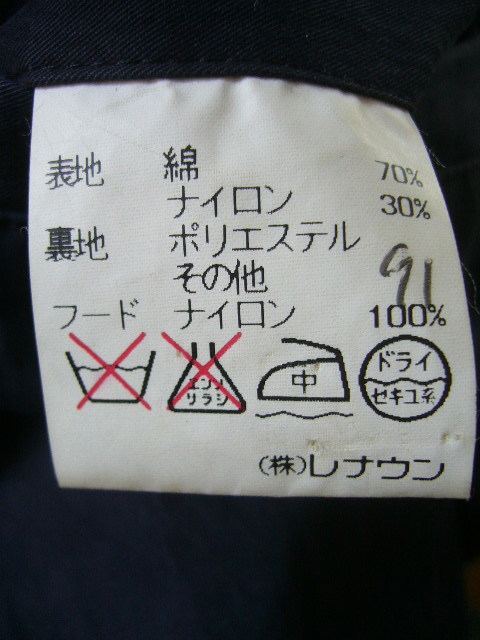 表地 綿 70%
ナイロン 30%
裏地 ポリエステル
その他
91
フード ナイロン 100%
エンソ
サラシ
中
ドライ
セキユ系
(株)レナウン